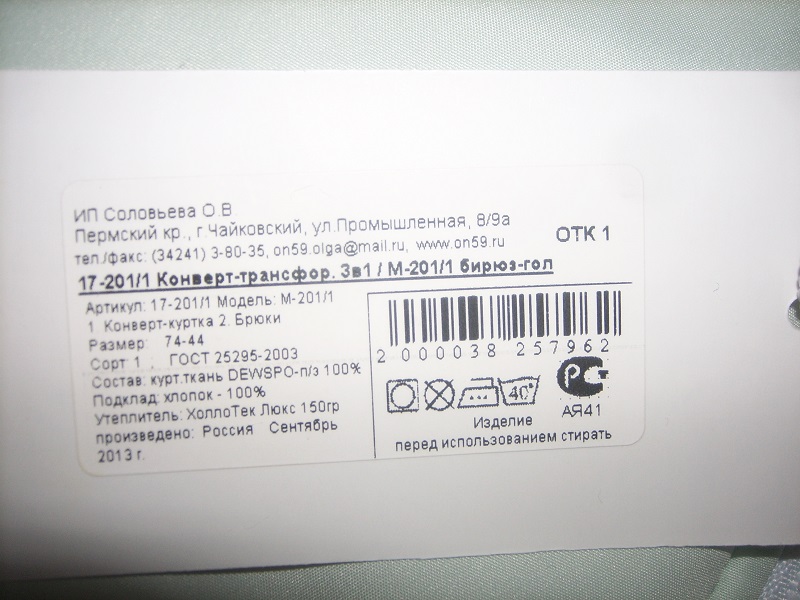 ИП Соловьева О.В.
Пермский кр., г.Чайковский, ул.Промышленная, 8/9а
тел./факс: (34241) 3-80-35, on59.olga@mail.ru, www.on59.ru
ОТК 1
17-201/1 Конверт-трансфор. 3в1 / М-201/1 бирюз-гол
Артикул: 17-201/1 Модель: М-201/1
1 Конверт-куртка 2. Брюки
Размер: 74-44
Сорт 1 , ГОСТ 25295-2003
Состав: курт.ткань DEWSPO-п/э 100%
Подклад: хлопок - 100%
Утеплитель: ХоллоТек Люкс 150гр
произведено: Россия Сентябрь
2013 г.
2 000038 257962
40°
РС
АЯ41
Изделие
перед использованием стирать